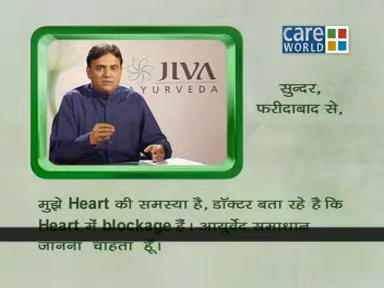 care
WORLD
JIVA
AYURVEDA
सुन्दर,
फरीदाबाद से,
मुझे Heart की समस्या है, डॉक्टर बता रहे है कि
Heart में blockage हैं। आयुर्वेद समाधान
जानना चाहता हूँ।